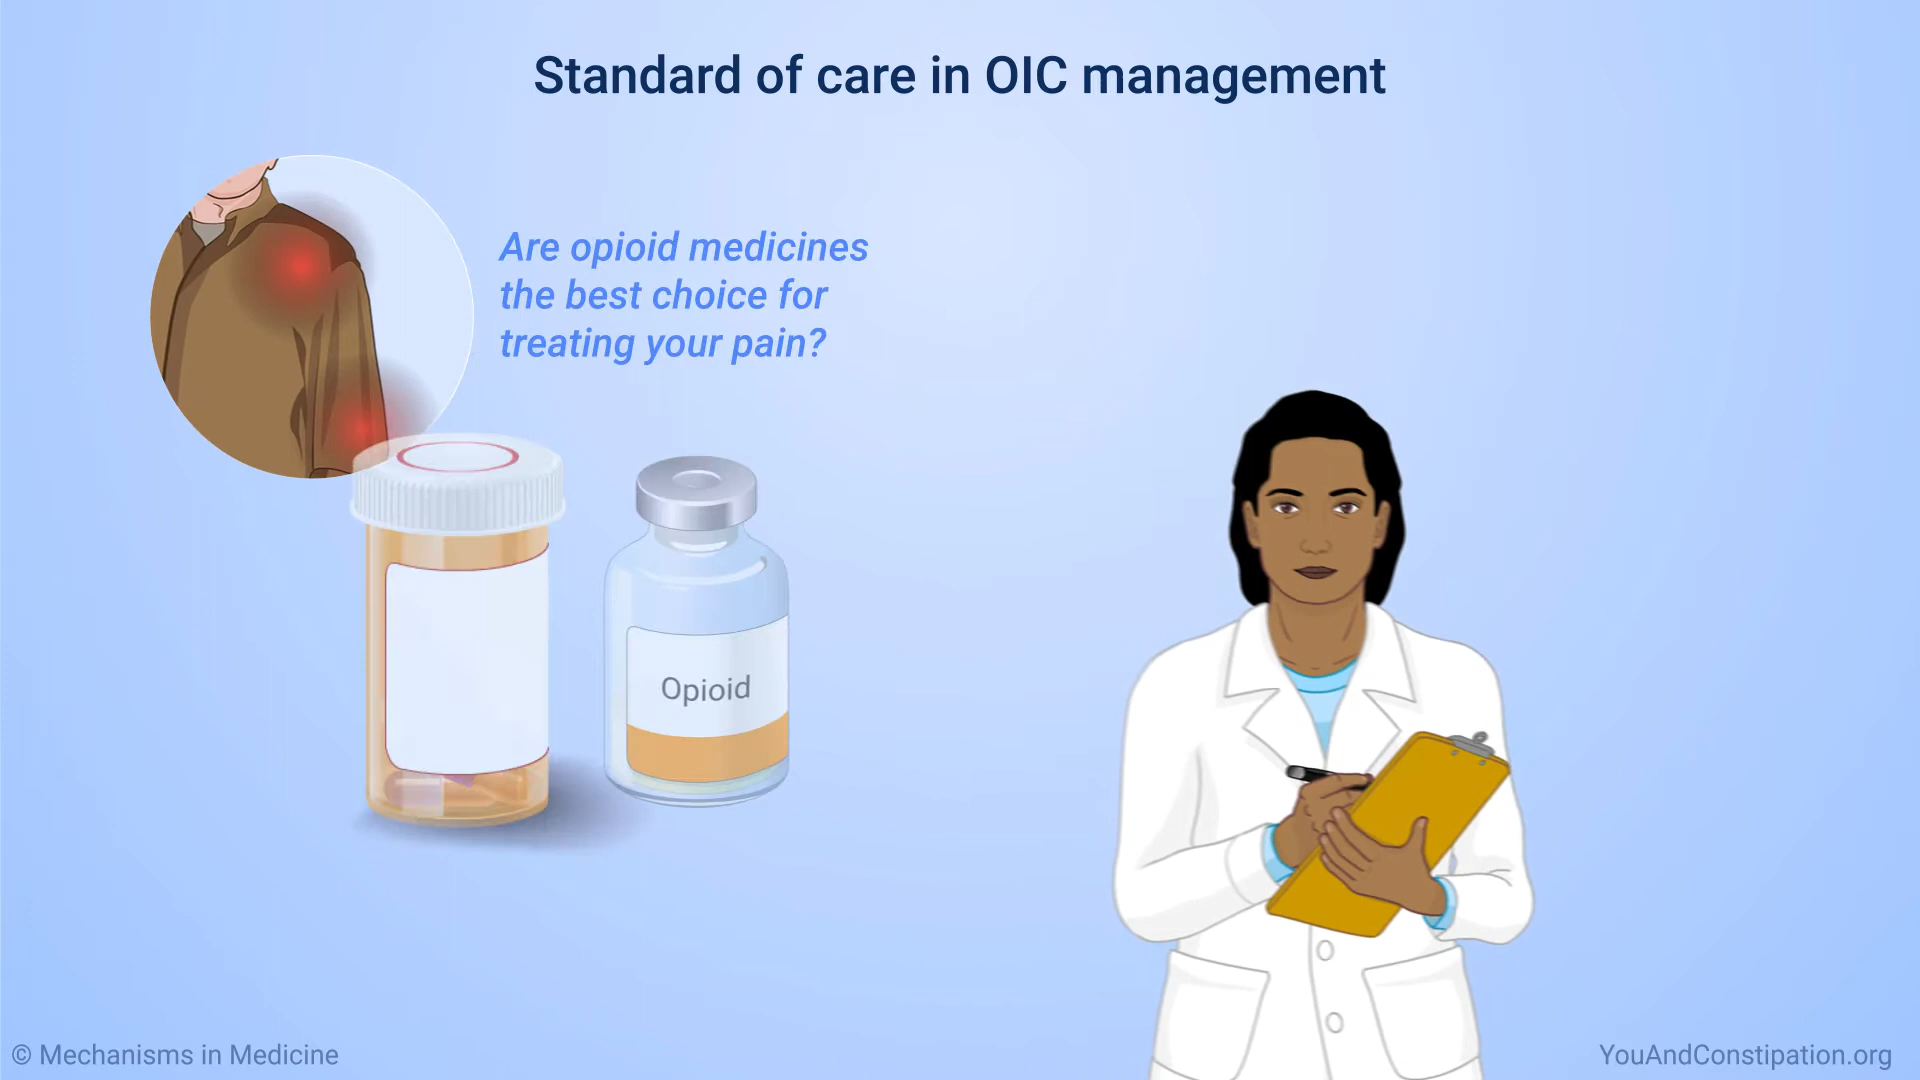 Standard of care in OIC management
Are opioid medicines
the best choice for
treating your pain?
Opioid
© Mechanisms in Medicine
YouAndConstipation.org